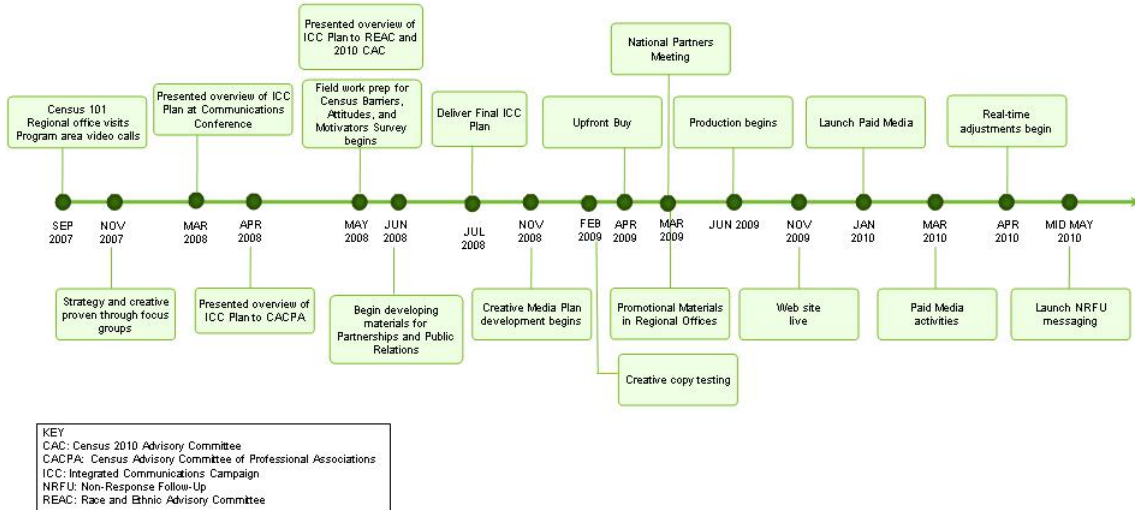 Presented overview of
ICC Plan to REAC and
2010 CAC
National Partners
Meeting
Census 101
Regional office visits
Program area video calls
Presented overview of ICC
Plan at Communications
Conference
Field work prep for
Census Barriers,
Attitudes, and
Motivators Survey
begins
Deliver Final ICC
Plan
Upfront Buy
Production begins
Launch Paid Media
Real-time
adjustments begin
SEP
2007
NOV
2007
MAR
2008
APR
2008
MAY
2008
JUN
2008
JUL
2008
NOV
2008
FEB
2009
APR
2009
MAR
2009
JUN 2009
NOV
2009
JAN
2010
MAR
2010
APR
2010
MID MAY
2010
Strategy and creative
proven through focus
groups
Presented overview of
ICC Plan to CACPA
Begin developing
materials for
Partnerships and Public
Relations
Creative Media Plan
development begins
Promotional Materials
in Regional Offices
Web site
live
Paid Media
activities
Launch NRFU
messaging
Creative copy testing
KEY
CAC: Census 2010 Advisory Committee
CACPA: Census Advisory Committee of Professional Associations
ICC: Integrated Communications Campaign
NRFU: Non-Response Follow-Up
REAC: Race and Ethnic Advisory Committee